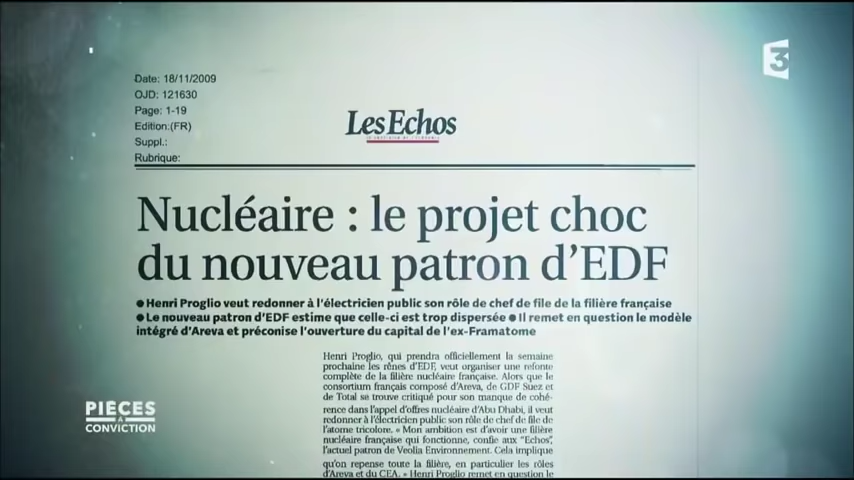 3
Date: 18/11/2009
OJD: 121630
Page: 1-19
Edition:(FR)
Suppl.:
Rubrique:
Les Echos
Nucléaire : le projet choc
du nouveau patron d'EDF
● Henri Proglio veut redonner à l'électricien public son rôle de chef de file de la filière française
● Le nouveau patron d'EDF estime que celle-ci est trop dispersée ● Il remet en question le modèle
intégré d'Areva et préconise l'ouverture du capital de l'ex-Framatome
Henri Proglio, qui prendra officiellement la semaine
prochaine les rênes d'EDF, veut organiser une refonte
complète de la filière nucléaire française. Alors que le
consortium français composé d'Areva, de GDF Suez et
de Total se trouve critiqué pour son manque de cohé-
rence dans l'appel d'offres nucléaire d'Abu Dhabi, il veut
redonner à l'électricien public son rôle de chef de file de
l'atome tricolore. « Mon ambition est d'avoir une filière
nucléaire française qui fonctionne, confie aux "Echos",
l'actuel patron de Veolia Environnement. Cela implique
qu'on repense toute la filière, en particulier les rôles
d'Areva et du CEA. » Henri Proglio remet en question le
PIÈCES
À
CONVICTION